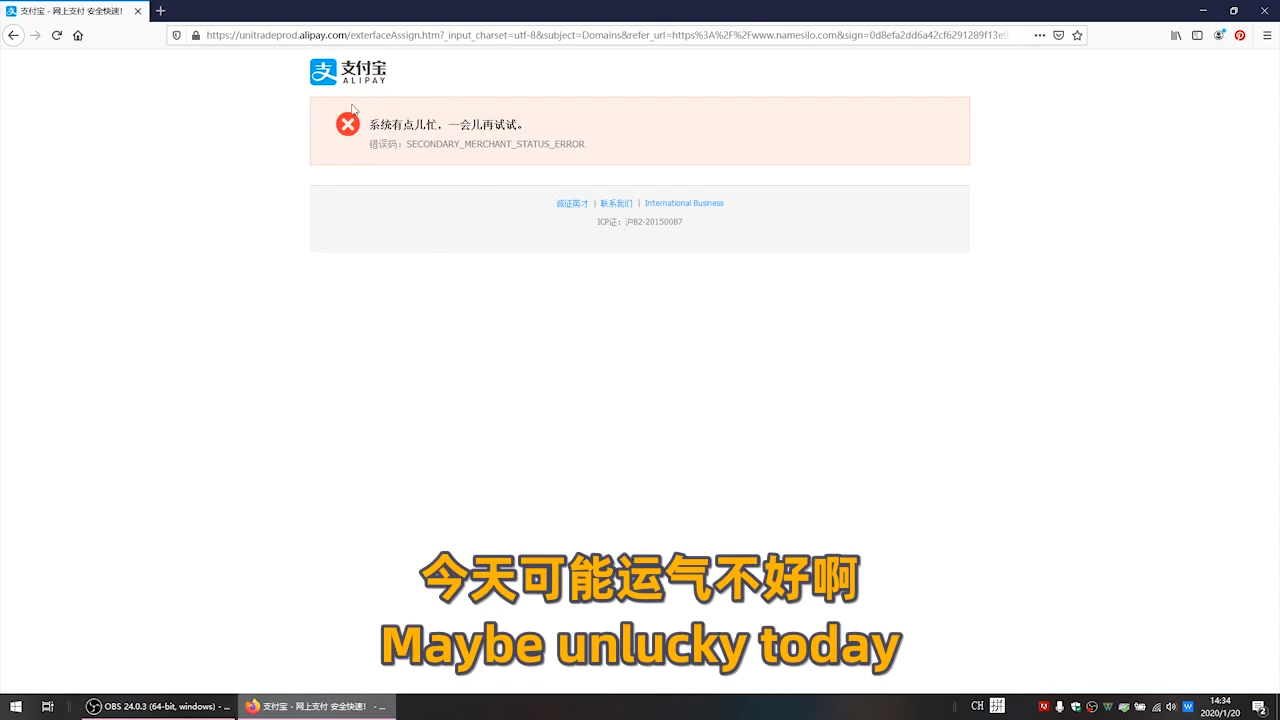 支付宝 - 网上支付 安全快速!
https://unitradeprod.alipay.com/exterfaceAssign.htm?_input_charset=utf-8&subject=Domains&refer_url=https%3A%2F%2Fwww.namesilo.com&sign=0d8efa2dd6a42cf6291289f13e9
支付宝
ALIPAY
系统有点儿忙，一会儿再试试。
错误码：SECONDARY_MERCHANT_STATUS_ERROR
诚征英才 | 联系我们 | International Business
ICP证：沪B2-20150087
今天可能运气不好啊
Maybe unlucky today
OBS 24.0.3 (64-bit, windows) - ...
支付宝 - 网上支付 安全快速! - ...
CH 拼
14:34
2020/1/20